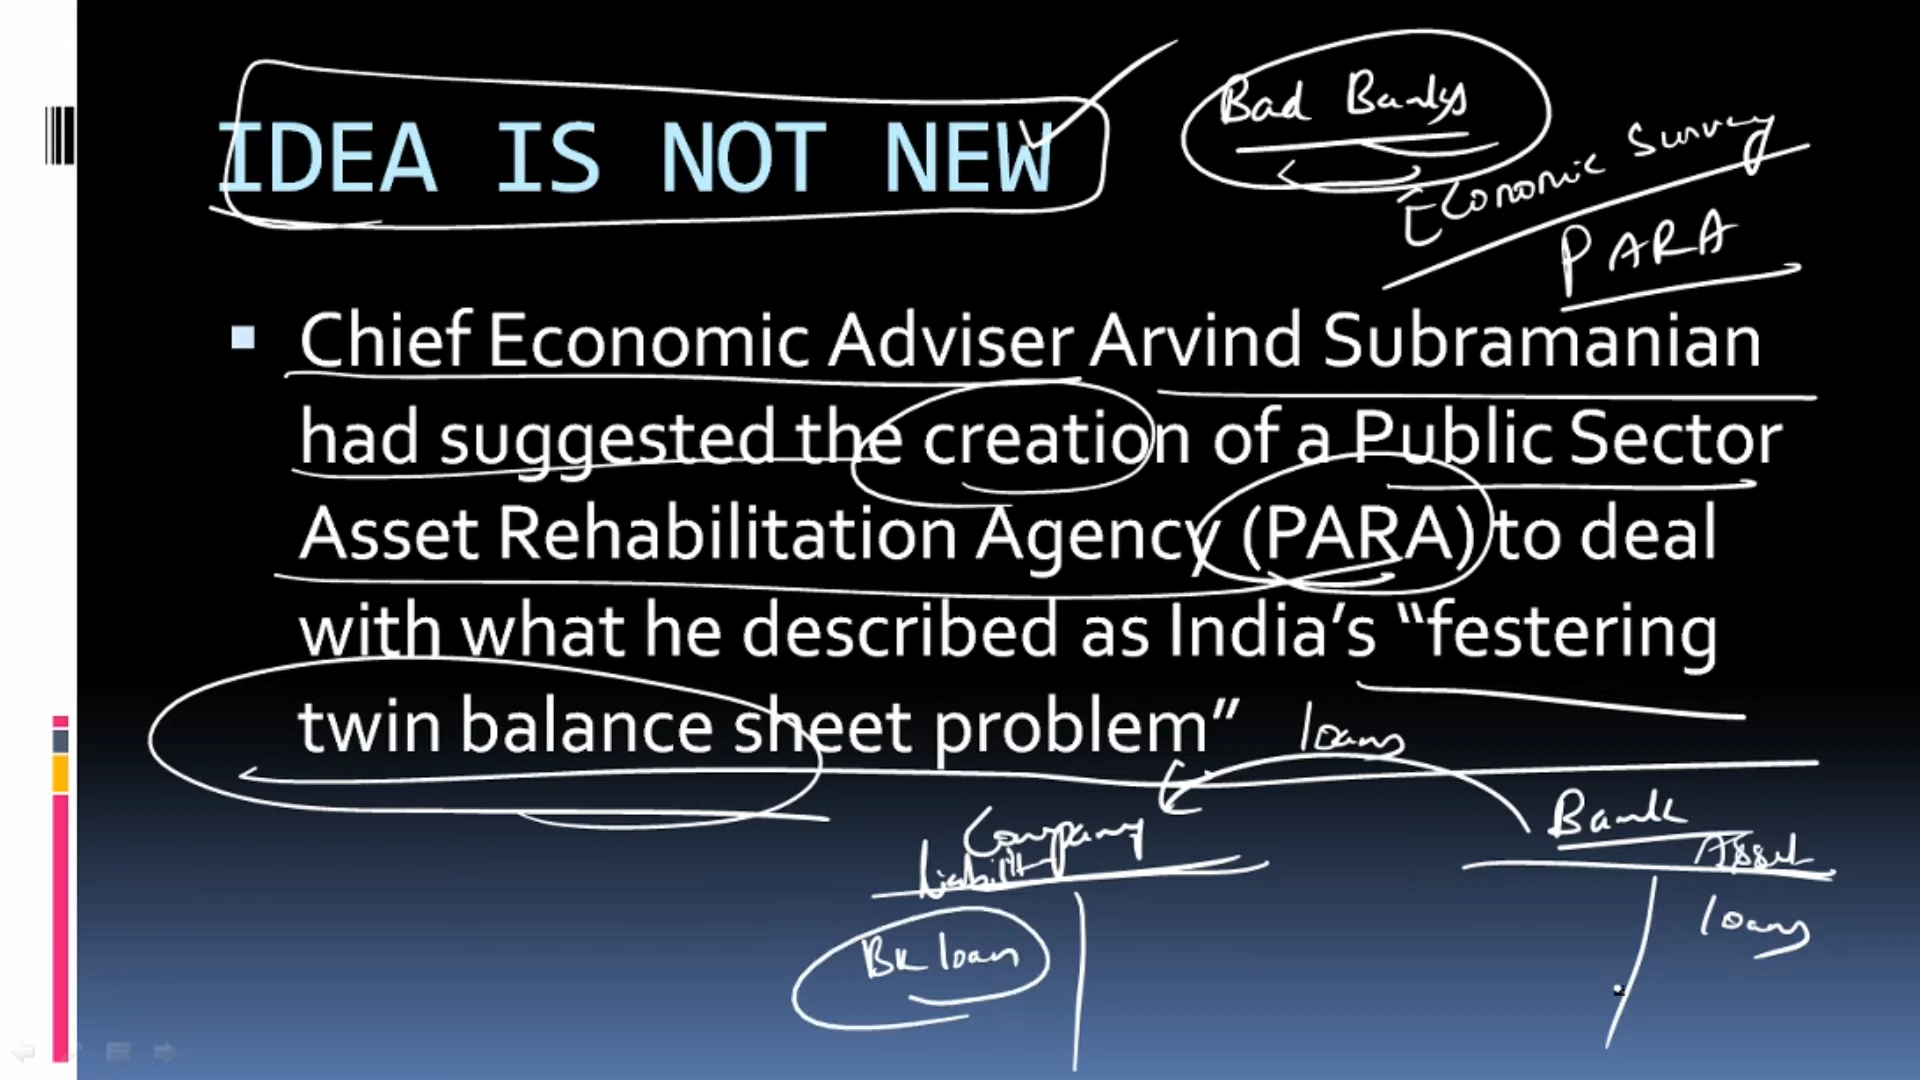 IDEA IS NOT NEW
Bad Banks
Economic Survey
PARA
Chief Economic Adviser Arvind Subramanian
had suggested the creation of a Public Sector
Asset Rehabilitation Agency (PARA) to deal
with what he described as India’s “festering
twin balance sheet problem”
loans
Company
Bank
Liabilit
Asset
Bk loan
loans